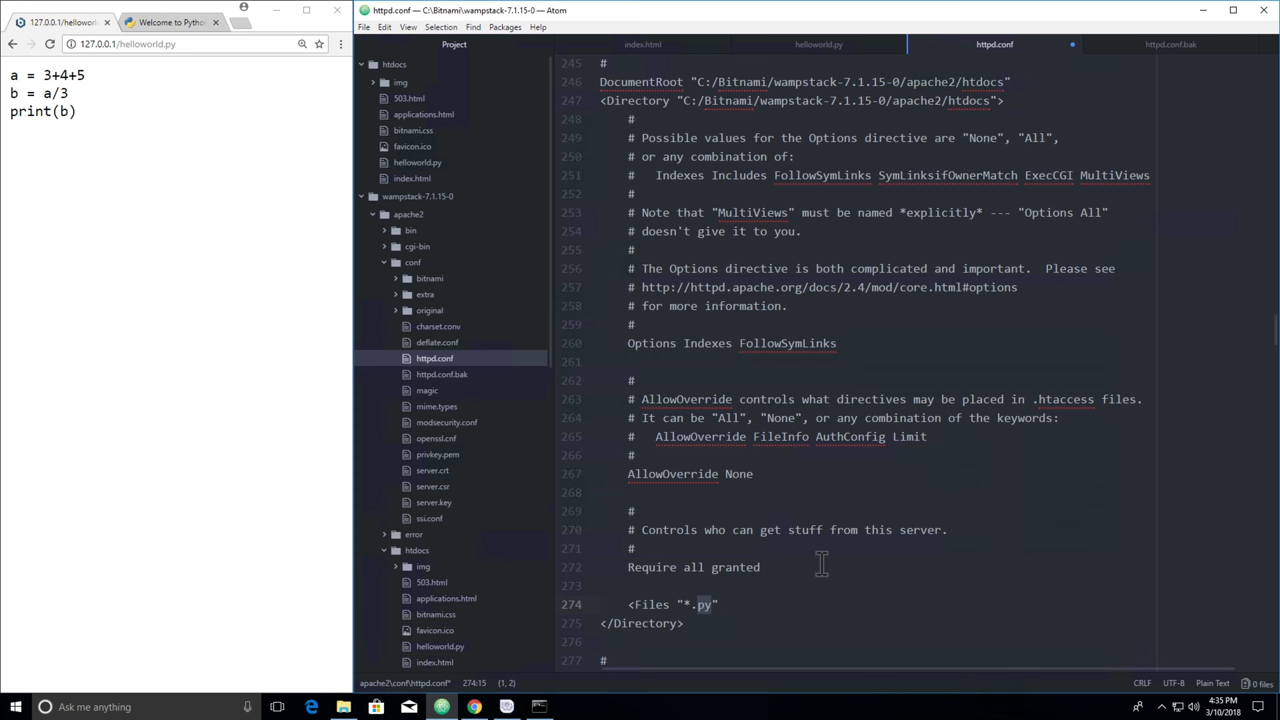 127.0.0.1/helloworld.py
Welcome to Python
127.0.0.1/helloworld.py
a = 3+4+5
b = a/3
print(b)
httpd.conf — C:\Bitnami\wampstack-7.1.15-0 — Atom
File Edit View Selection Find Packages Help
Project
htdocs
img
503.html
applications.html
bitnami.css
favicon.ico
helloworld.py
index.html
wampstack-7.1.15-0
apache2
bin
cgi-bin
conf
bitnami
extra
original
charset.conv
deflate.conf
httpd.conf
httpd.conf.bak
magic
mime.types
modsecurity.conf
openssl.cnf
privkey.pem
server.crt
server.csr
server.key
ssi.conf
error
htdocs
img
503.html
applications.html
bitnami.css
favicon.ico
helloworld.py
index.html
index.html helloworld.py httpd.conf httpd.conf.bak
245 #
246 DocumentRoot "C:/Bitnami/wampstack-7.1.15-0/apache2/htdocs"
247 <Directory "C:/Bitnami/wampstack-7.1.15-0/apache2/htdocs">
248 #
249 # Possible values for the Options directive are "None", "All",
250 # or any combination of:
251 #   Indexes Includes FollowSymLinks SymLinksifOwnerMatch ExecCGI MultiViews
252 #
253 # Note that "MultiViews" must be named *explicitly* --- "Options All"
254 # doesn't give it to you.
255 #
256 # The Options directive is both complicated and important.  Please see
257 # http://httpd.apache.org/docs/2.4/mod/core.html#options
258 # for more information.
259 #
260 Options Indexes FollowSymLinks
261
262 #
263 # AllowOverride controls what directives may be placed in .htaccess files.
264 # It can be "All", "None", or any combination of the keywords:
265 #   AllowOverride FileInfo AuthConfig Limit
266 #
267 AllowOverride None
268
269 #
270 # Controls who can get stuff from this server.
271 #
272 Require all granted
273
274 <Files "*.py"
275 </Directory>
276
277 #
apache2\conf\httpd.conf* 274:15 (1, 2) CRLF UTF-8 Plain Text 0 files
Ask me anything
4:35 PM
3/10/2018